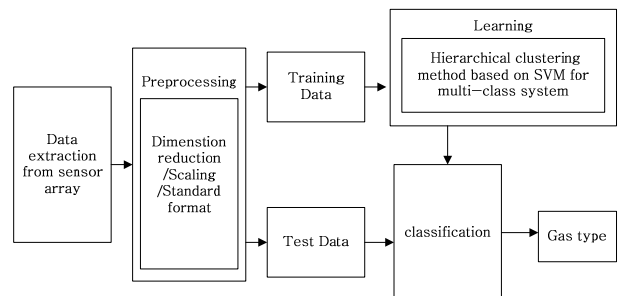 Data
extraction
from sensor
array
Preprocessing
Dimenstion
reduction
/Scaling
/Standard
format
Training
Data
Test Data
Learning
Hierarchical clustering
method based on SVM for
multi-class system
classification
Gas type